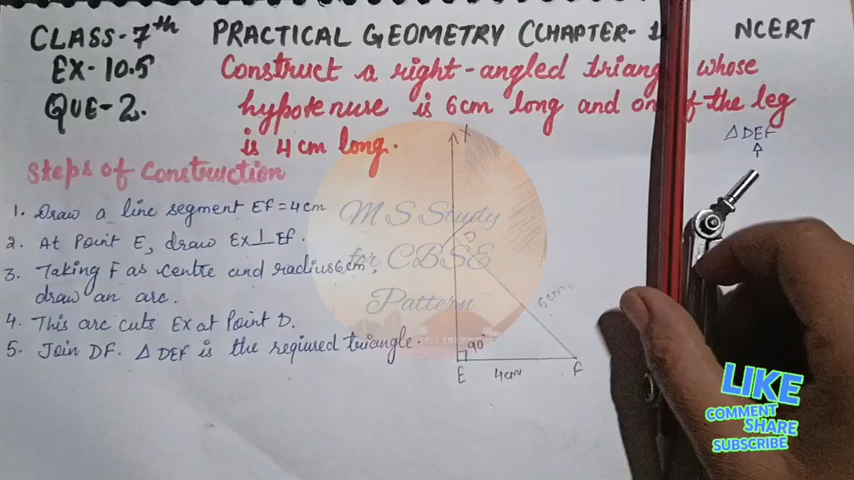 CLASS-7th PRACTICAL GEOMETRY (CHAPTER- 1 NCERT
EX-10.5 Construct a right-angled triang whose
QUE-2. hypotenuse is 6cm long and on of the leg
is 4cm long.
△DEF
Steps of Construction
1. Draw a line segment EF=4cm
2. At Point E, draw EX⊥EF.
3. Taking F as centre and radius 6cm,
draw an arc.
4. This arc cuts EX at Point D.
5. Join DF. △ DEF is the reqiured triangle.
X
D
6cm
90°
E 4cm F
M S Study
for CBSE
Pattern
LIKE
COMMENT
SHARE
SUBSCRIBE